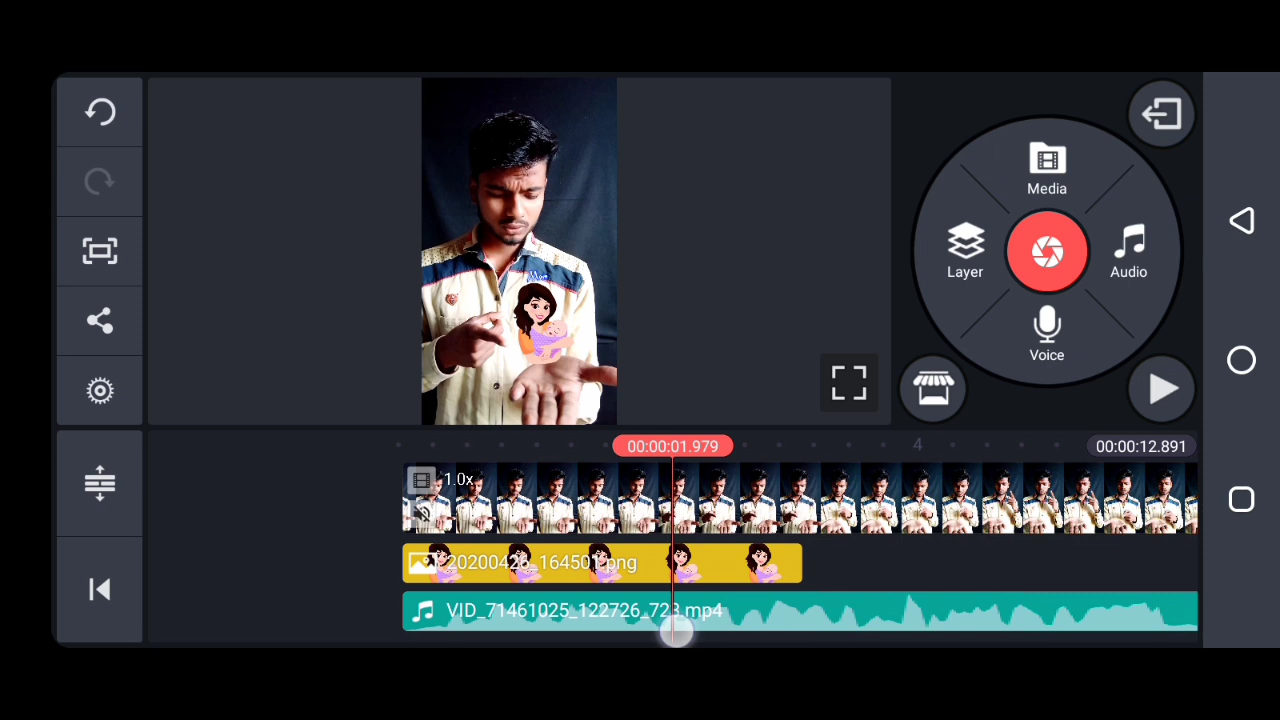 Media
Layer
Audio
Voice
Mom
00:00:01.979
4
00:00:12.891
1.0x
20200426_164501.png
VID_71461025_122726_723.mp4